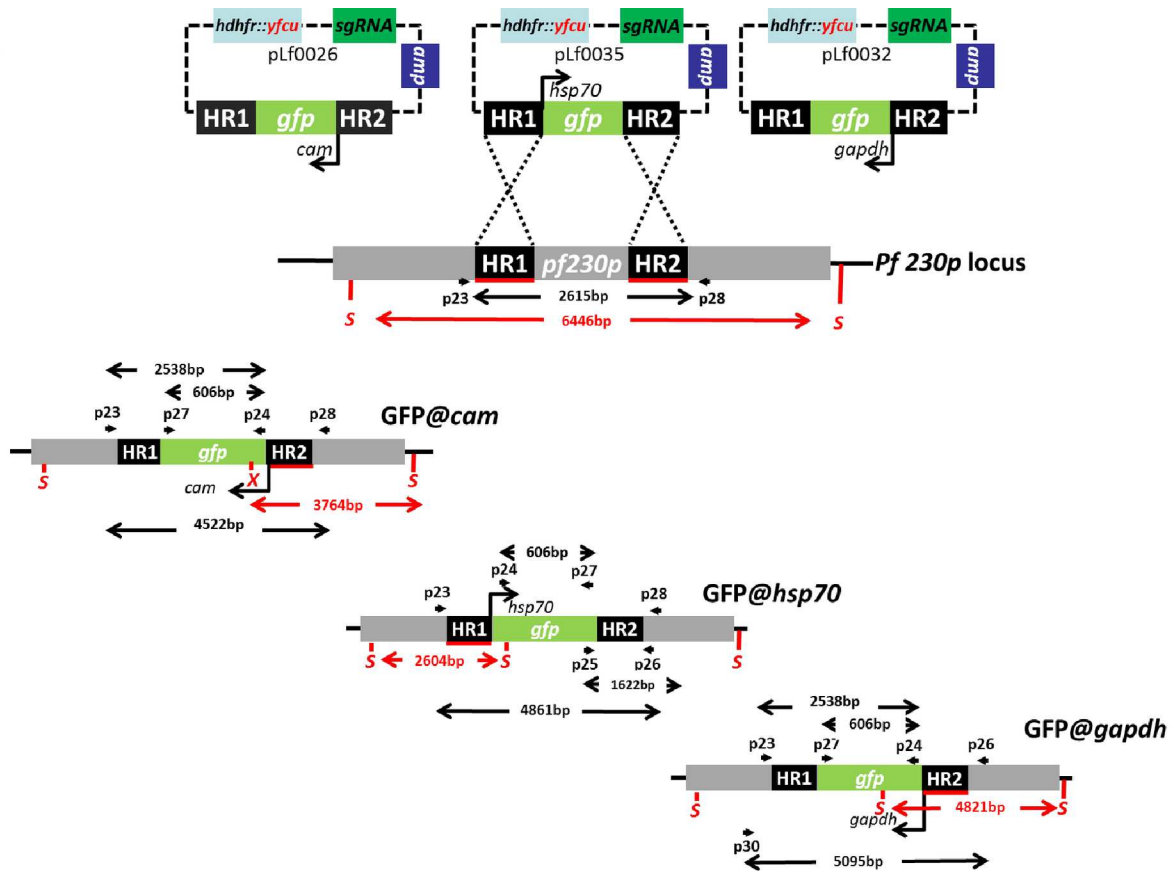 hdhfr::yfcu sgRNA
pLf0026
amp
HR1 gfp HR2
cam
hdhfr::yfcu sgRNA
pLf0035
amp
hsp70
HR1 gfp HR2
hdhfr::yfcu sgRNA
pLf0032
amp
HR1 gfp HR2
gapdh
HR1 pf230p HR2
Pf 230p locus
p23 2615bp p28
S 6446bp S
2538bp
606bp
p23 p27 p24 p28
GFP@cam
HR1 gfp HR2
S X S
cam
3764bp
4522bp
606bp
p24 p27
p23 hsp70 p28
GFP@hsp70
HR1 gfp HR2
S 2604bp S S
p25 p26
1622bp
4861bp
2538bp
606bp
GFP@gapdh
p23 p27 p24 p26
HR1 gfp HR2
S S 4821bp S
gapdh
p30
5095bp